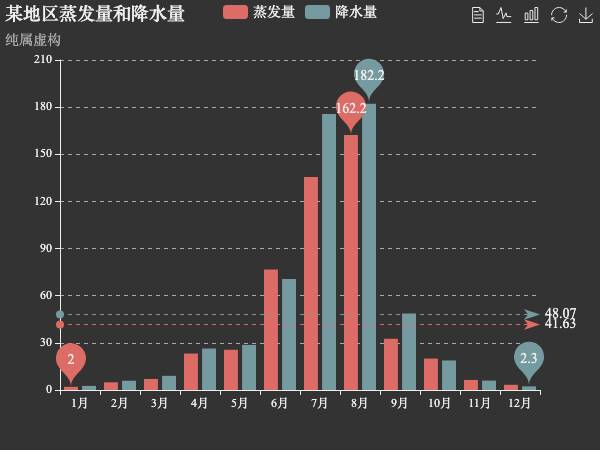 某地区蒸发量和降水量
蒸发量
降水量
纯属虚构
210
180
150
120
90
60
30
0
182.2
162.2
48.07
41.63
2
2.3
1月
2月
3月
4月
5月
6月
7月
8月
9月
10月
11月
12月